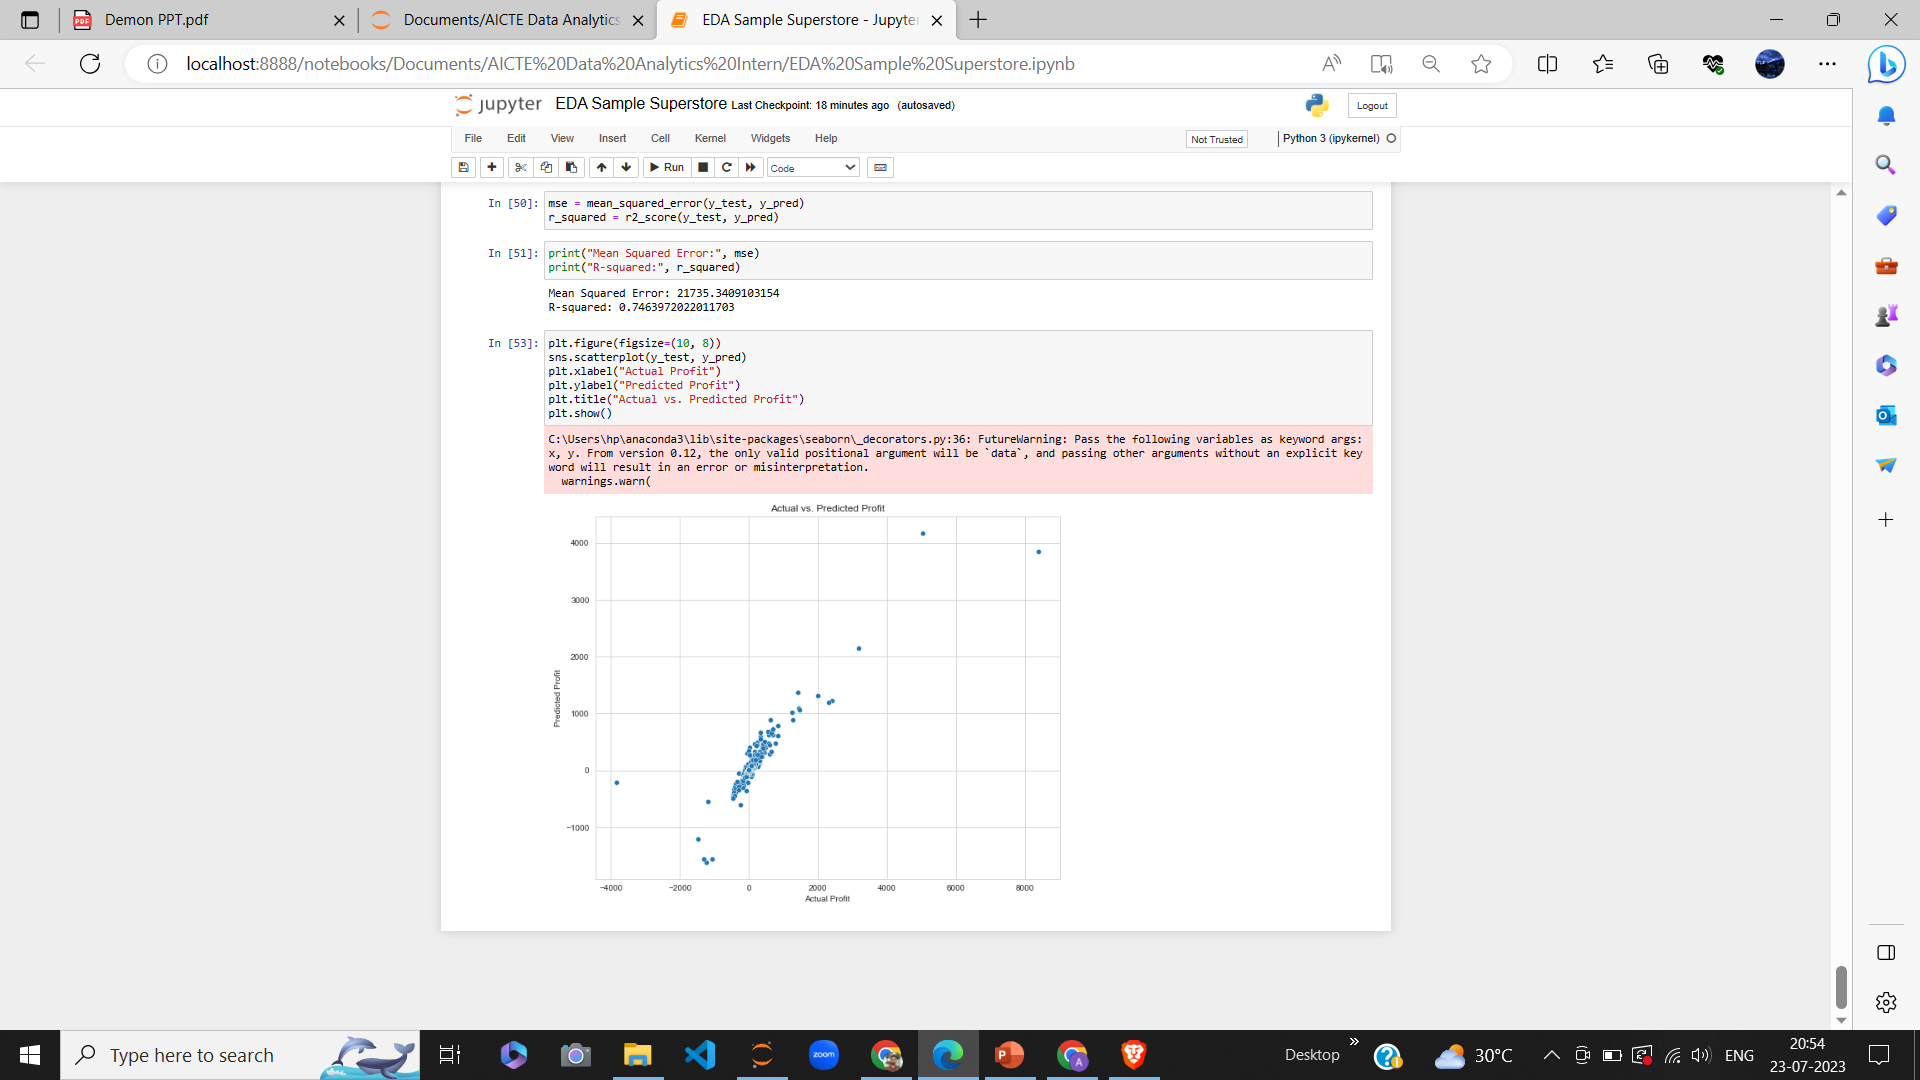 Demon PPT.pdf
Documents/AICTE Data Analytics
EDA Sample Superstore - Jupyter
localhost:8888/notebooks/Documents/AICTE%20Data%20Analytics%20Intern/EDA%20Sample%20Superstore.ipynb
jupyter EDA Sample Superstore Last Checkpoint: 18 minutes ago (autosaved)
Logout
File Edit View Insert Cell Kernel Widgets Help
Not Trusted
Python 3 (ipykernel)
Run
Code
In [50]: mse = mean_squared_error(y_test, y_pred)
r_squared = r2_score(y_test, y_pred)
In [51]: print("Mean Squared Error:", mse)
print("R-squared:", r_squared)
Mean Squared Error: 21735.3409103154
R-squared: 0.7463972022011703
In [53]: plt.figure(figsize=(10, 8))
sns.scatterplot(y_test, y_pred)
plt.xlabel("Actual Profit")
plt.ylabel("Predicted Profit")
plt.title("Actual vs. Predicted Profit")
plt.show()
C:\Users\hp\anaconda3\lib\site-packages\seaborn\_decorators.py:36: FutureWarning: Pass the following variables as keyword args:
x, y. From version 0.12, the only valid positional argument will be `data`, and passing other arguments without an explicit key
word will result in an error or misinterpretation.
warnings.warn(
Actual vs. Predicted Profit
4000
3000
2000
1000
0
−1000
Predicted Profit
−4000 −2000 0 2000 4000 6000 8000
Actual Profit
Type here to search
zoom
Desktop
30°C
ENG
20:54
23-07-2023